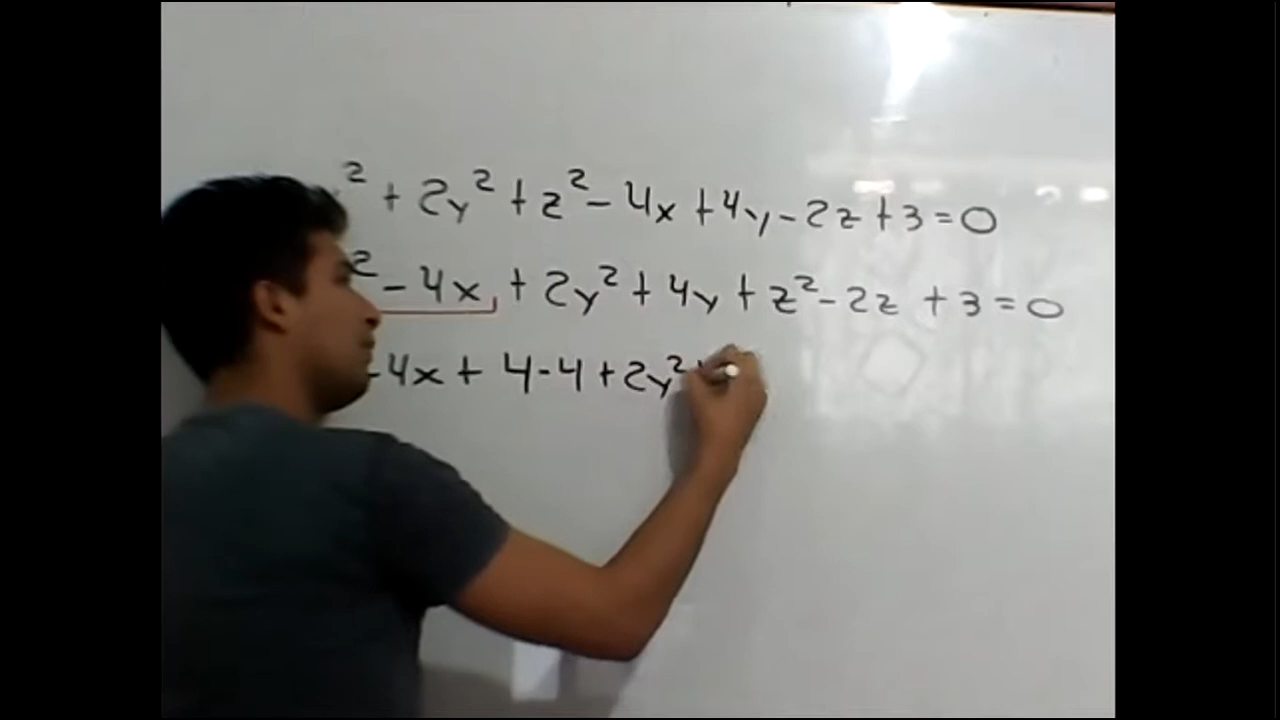 ² + 2y² + z² - 4x + 4y - 2z + 3 = 0
² - 4x + 2y² + 4y + z² - 2z + 3 = 0
- 4x + 4 - 4 + 2y²